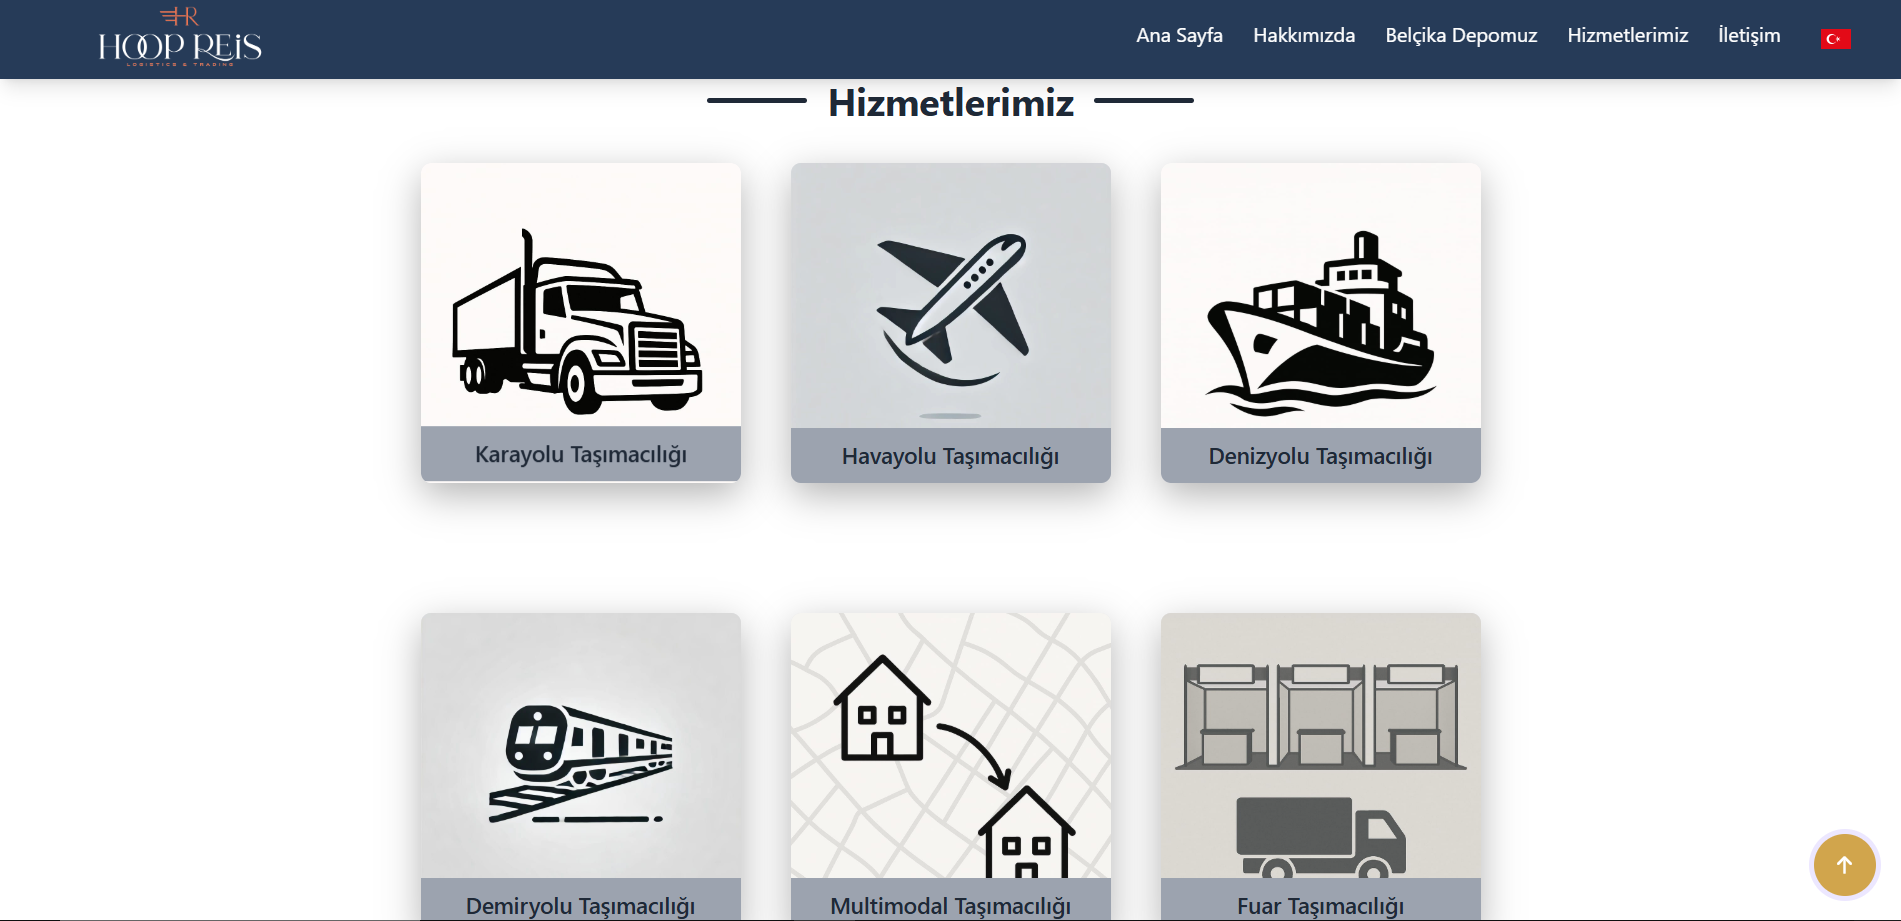 HR
HOOP REiS
LOGISTICS & TRADING
Ana Sayfa Hakkımızda Belçika Depomuz Hizmetlerimiz İletişim
Hizmetlerimiz
Karayolu Taşımacılığı
Havayolu Taşımacılığı
Denizyolu Taşımacılığı
Demiryolu Taşımacılığı
Multimodal Taşımacılığı
Fuar Taşımacılığı